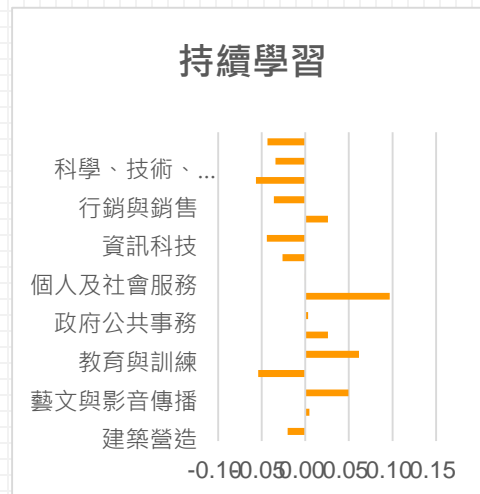 持續學習
科學、技術、...
行銷與銷售
資訊科技
個人及社會服務
政府公共事務
教育與訓練
藝文與影音傳播
建築營造
-0.10-0.050.000.050.100.15